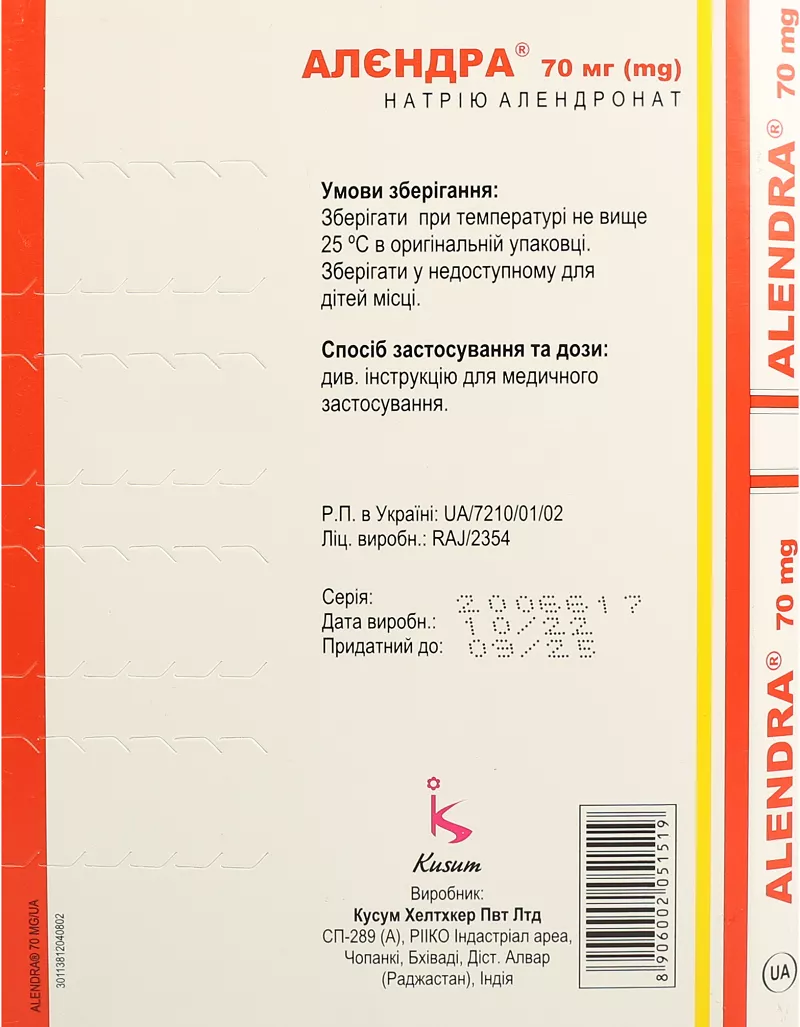 АЛЄНДРА® 70 мг (mg)
НАТРІЮ АЛЕНДРОНАТ
Умови зберігання:
Зберігати при температурі не вище
25 ºС в оригінальній упаковці.
Зберігати у недоступному для
дітей місці.
Спосіб застосування та дози:
див. інструкцію для медичного
застосування.
Р.П. в Україні: UA/7210/01/02
Ліц. виробн.: RAJ/2354
Серія: 2006617
Дата виробн.: 10/22
Придатний до: 09/25
Kusum
Виробник:
Кусум Хелтхкер Пвт Лтд
СП-289 (А), РІІКО Індастріал ареа,
Чопанкі, Бхіваді, Діст. Алвар
(Раджастан), Індія
8 906002 051519
ALENDRA® 70 MG/UA
30113812040802
ALENDRA® 70 mg
ALENDRA® 70 mg
UA